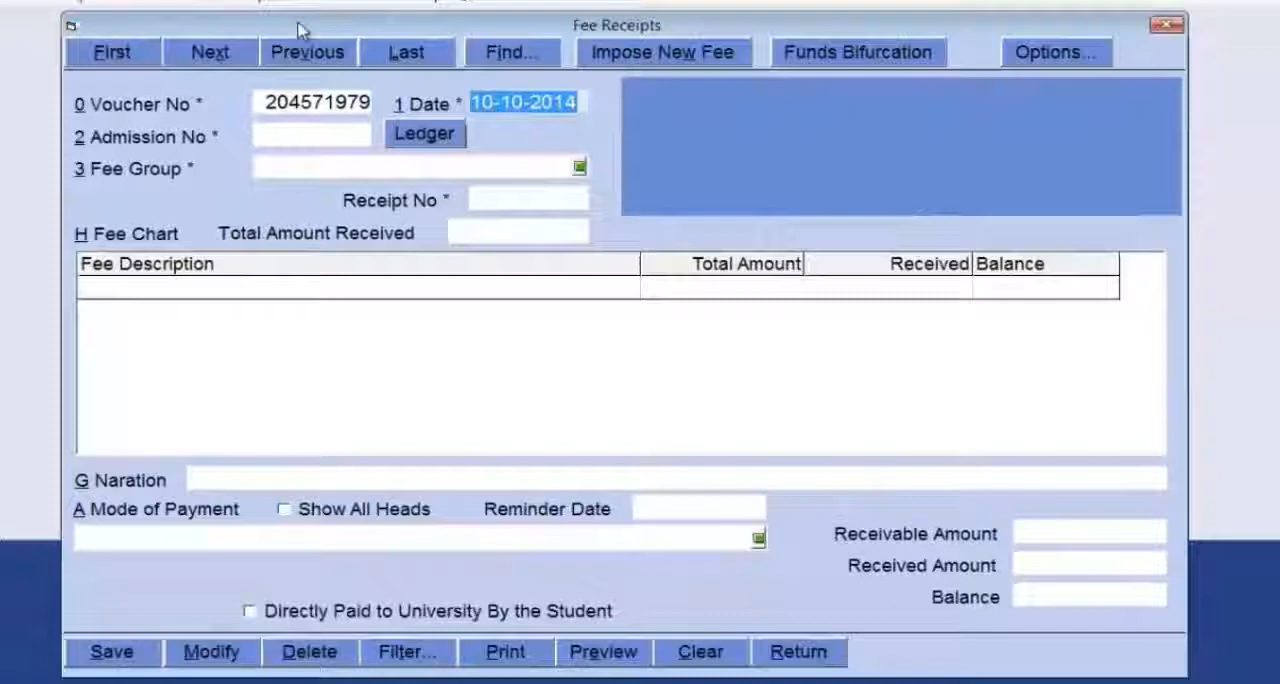 Fee Receipts
First Next Previous Last Find... Impose New Fee Funds Bifurcation Options...
0 Voucher No * 204571979 1 Date * 10-10-2014
2 Admission No * Ledger
3 Fee Group *
Receipt No *
H Fee Chart Total Amount Received
Fee Description Total Amount Received Balance
G Naration
A Mode of Payment Show All Heads Reminder Date
Receivable Amount
Received Amount
Balance
Directly Paid to University By the Student
Save Modify Delete Filter... Print Preview Clear Return